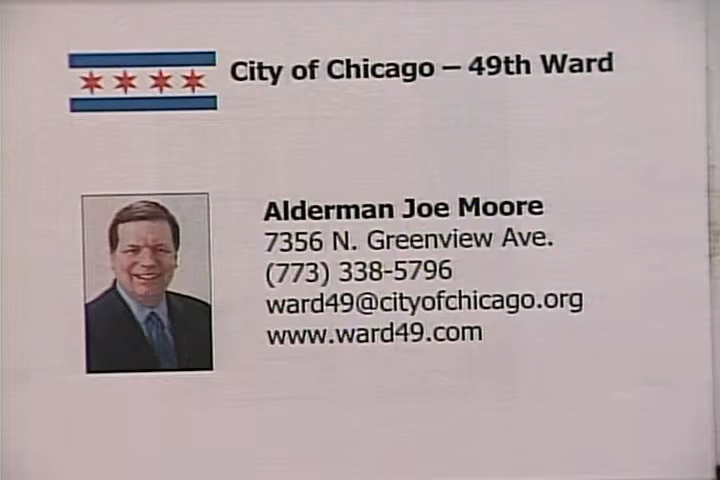 City of Chicago – 49th Ward
Alderman Joe Moore
7356 N. Greenview Ave.
(773) 338-5796
ward49@cityofchicago.org
www.ward49.com